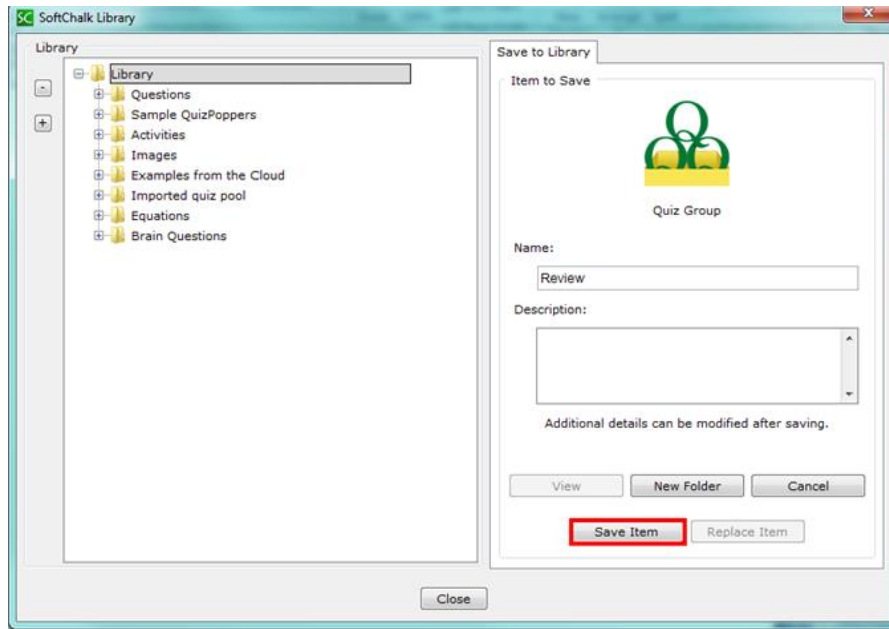 SC SoftChalk Library
Library
-
+
Library
Questions
Sample QuizPoppers
Activities
Images
Examples from the Cloud
Imported quiz pool
Equations
Brain Questions
Save to Library
Item to Save
Quiz Group
Name:
Review
Description:
Additional details can be modified after saving.
View New Folder Cancel
Save Item Replace Item
Close